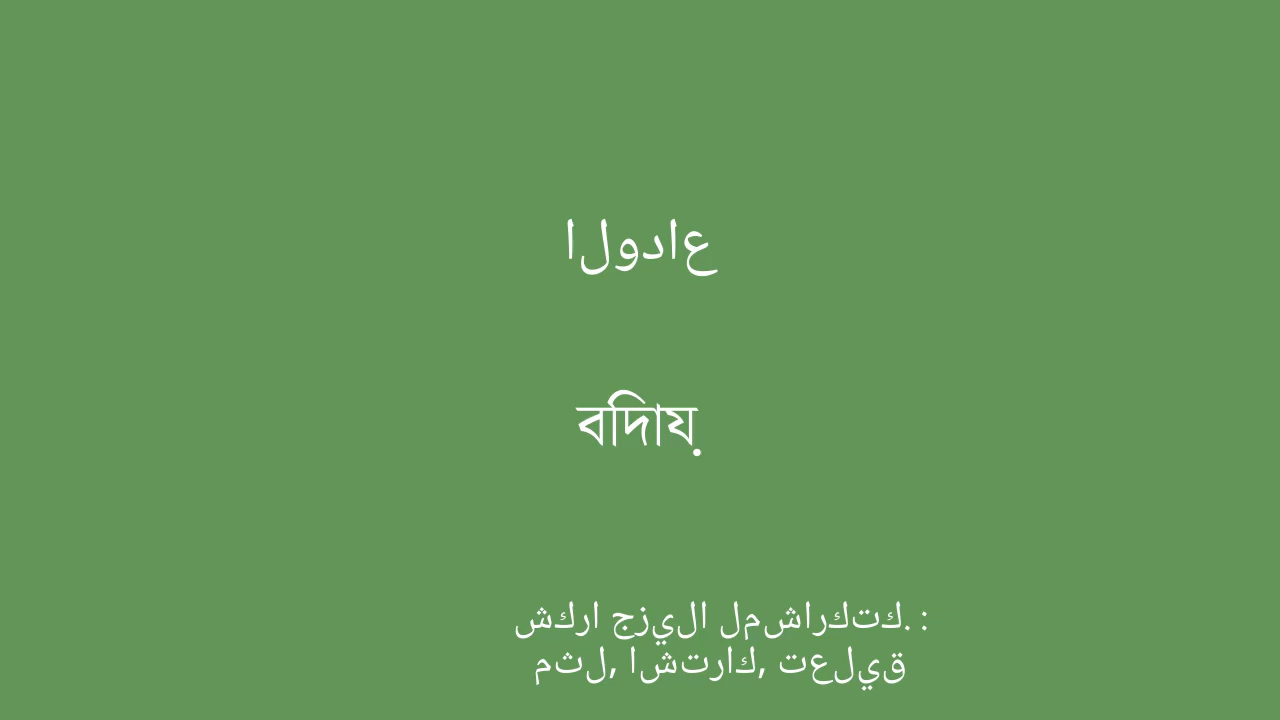 الوداع
বিদায়
شكرا جزيلا لمشاركتك. :
مثل, اشتراك, تعليق